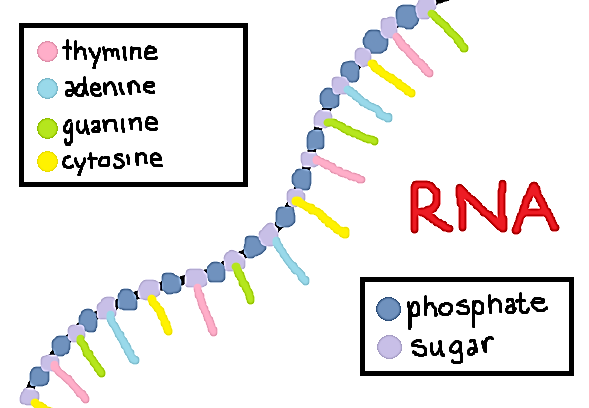 thymine
adenine
guanine
cytosine
RNA
phosphate
sugar